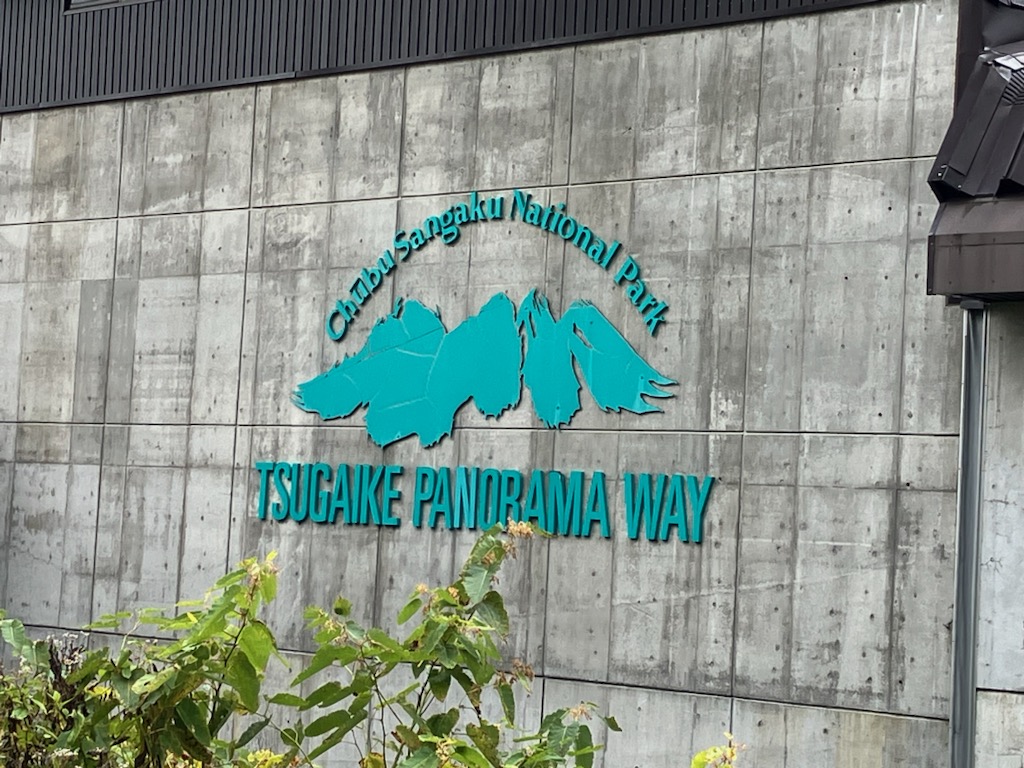 Chūbu Sangaku National Park
TSUGAIKE PANORAMA WAY